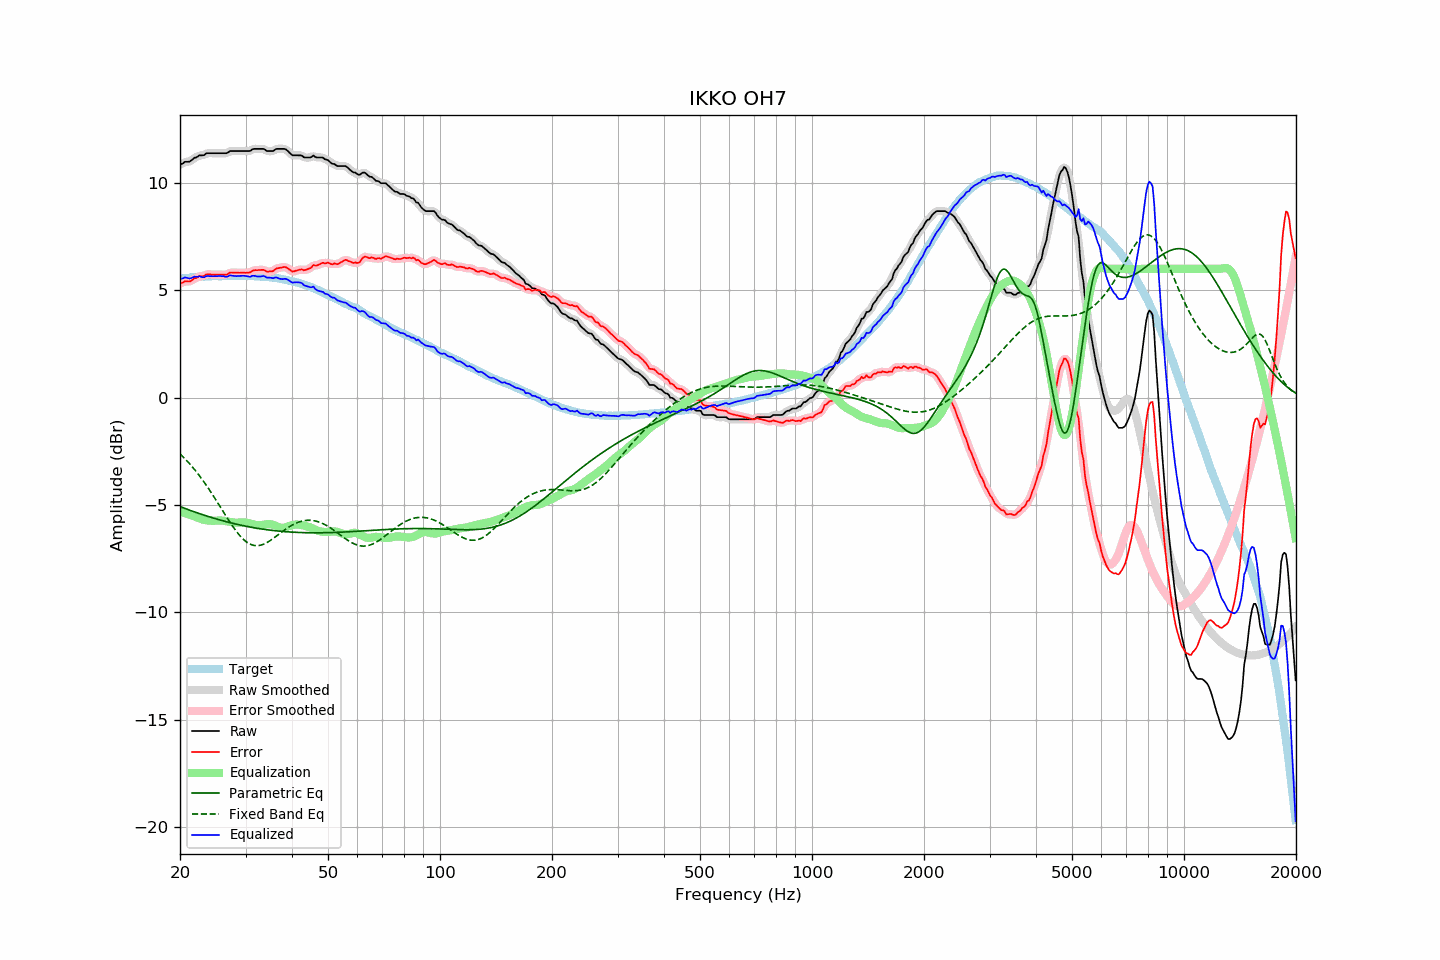 IKKO OH7
Amplitude (dBr)
10
5
0
−5
−10
−15
−20
Target
Raw Smoothed
Error Smoothed
Raw
Error
Equalization
Parametric Eq
Fixed Band Eq
Equalized
20 50 100 200 500 1000 2000 5000 10000 20000
Frequency (Hz)